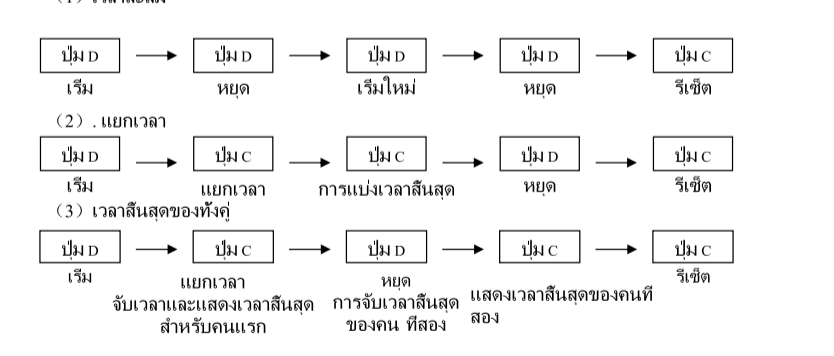 ปุ่ม D ปุ่ม D ปุ่ม D ปุ่ม D ปุ่ม C
เริ่ม หยุด เริ่มใหม่ หยุด รีเซ็ต
（2）. แยกเวลา
ปุ่ม D ปุ่ม C ปุ่ม C ปุ่ม D ปุ่ม C
เริ่ม แยกเวลา การแบ่งเวลาสิ้นสุด หยุด รีเซ็ต
（3）เวลาสิ้นสุดของทั้งคู่
ปุ่ม D ปุ่ม C ปุ่ม D ปุ่ม C ปุ่ม C
เริ่ม แยกเวลา หยุด แสดงเวลาสิ้นสุดของคนที่ รีเซ็ต
จับเวลาและแสดงเวลาสิ้นสุด การจับเวลาสิ้นสุด สอง
สำหรับคนแรก ของคน ที่สอง